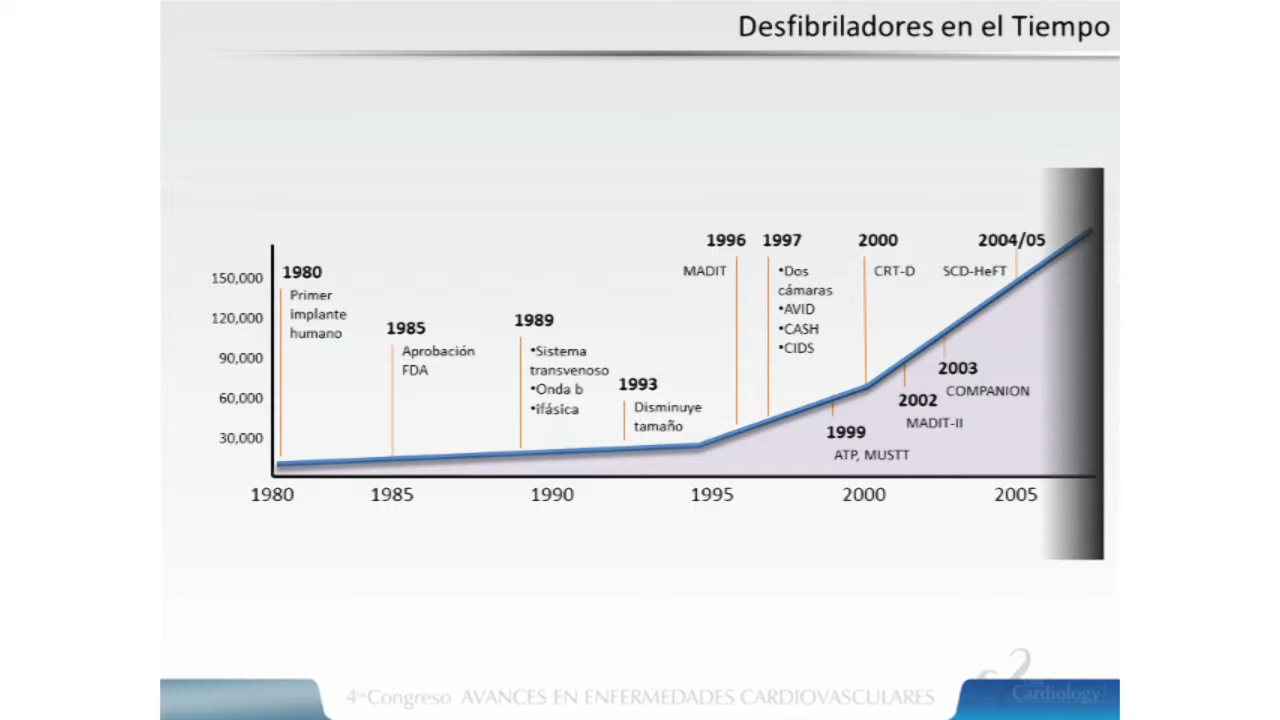 Desfibriladores en el Tiempo
150,000
120,000
90,000
60,000
30,000
1980
Primer
implante
humano
1985
Aprobación
FDA
1989
•Sistema
transvenoso
•Onda b
•ifásica
1993
Disminuye
tamaño
1996
MADIT
1997
•Dos
cámaras
•AVID
•CASH
•CIDS
1999
ATP, MUSTT
2000
CRT-D
2002
MADIT-II
2003
COMPANION
2004/05
SCD-HeFT
1980
1985
1990
1995
2000
2005
4tho Congreso AVANCES EN ENFERMEDADES CARDIOVASCULARES
Cardiology